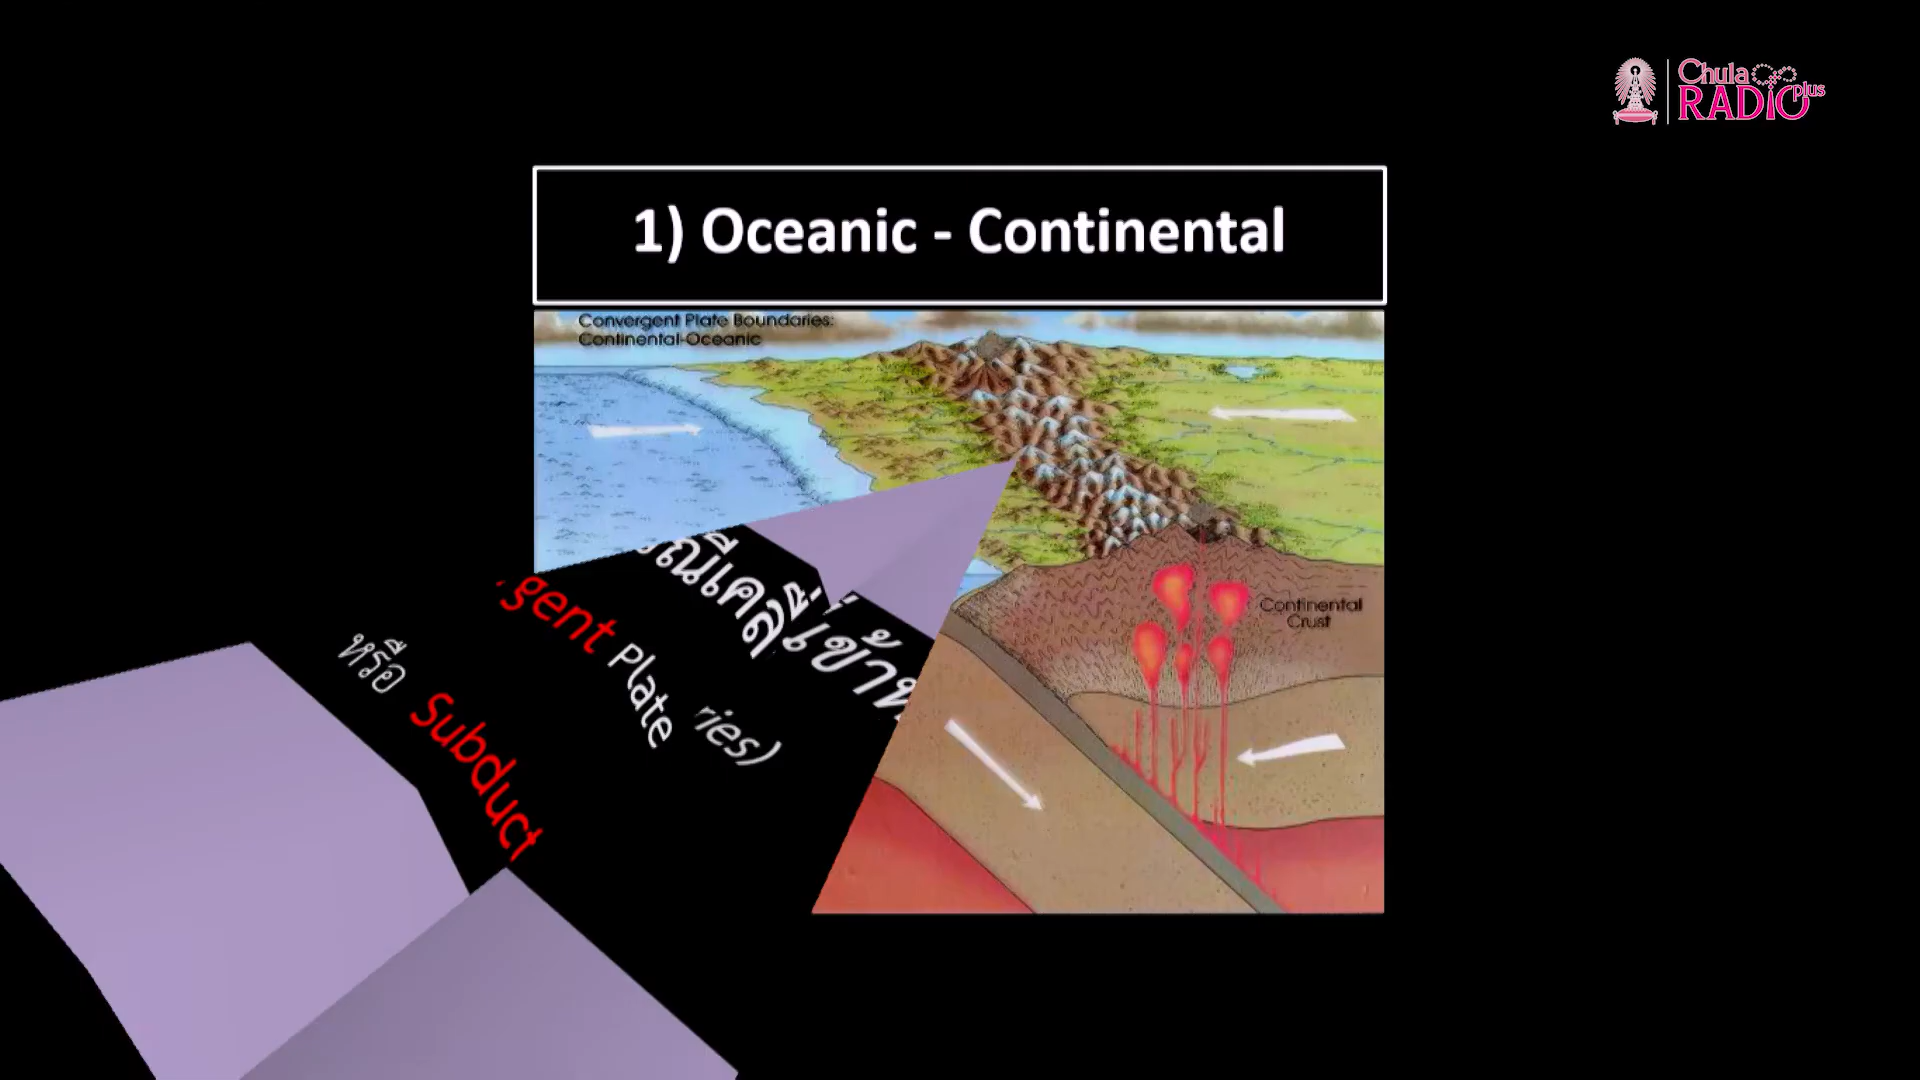 Chula
RADIO plus
1) Oceanic - Continental
Convergent Plate Boundaries:
Continental-Oceanic
Continental
Crust
gent Plate
ries)
หรือ Subduct